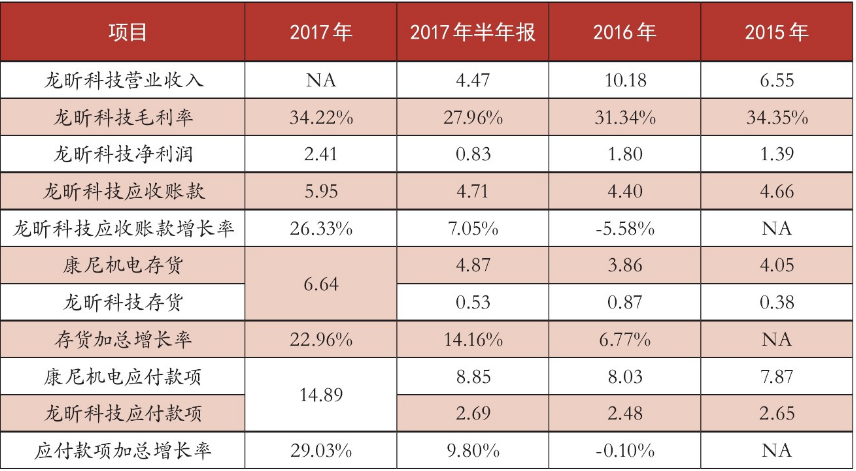 项目 2017年 2017年半年报 2016年 2015年
龙昕科技营业收入 NA 4.47 10.18 6.55
龙昕科技毛利率 34.22% 27.96% 31.34% 34.35%
龙昕科技净利润 2.41 0.83 1.80 1.39
龙昕科技应收账款 5.95 4.71 4.40 4.66
龙昕科技应收账款增长率 26.33% 7.05% -5.58% NA
康尼机电存货 6.64 4.87 3.86 4.05
龙昕科技存货 0.53 0.87 0.38
存货加总增长率 22.96% 14.16% 6.77% NA
康尼机电应付款项 14.89 8.85 8.03 7.87
龙昕科技应付款项 2.69 2.48 2.65
应付款项加总增长率 29.03% 9.80% -0.10% NA